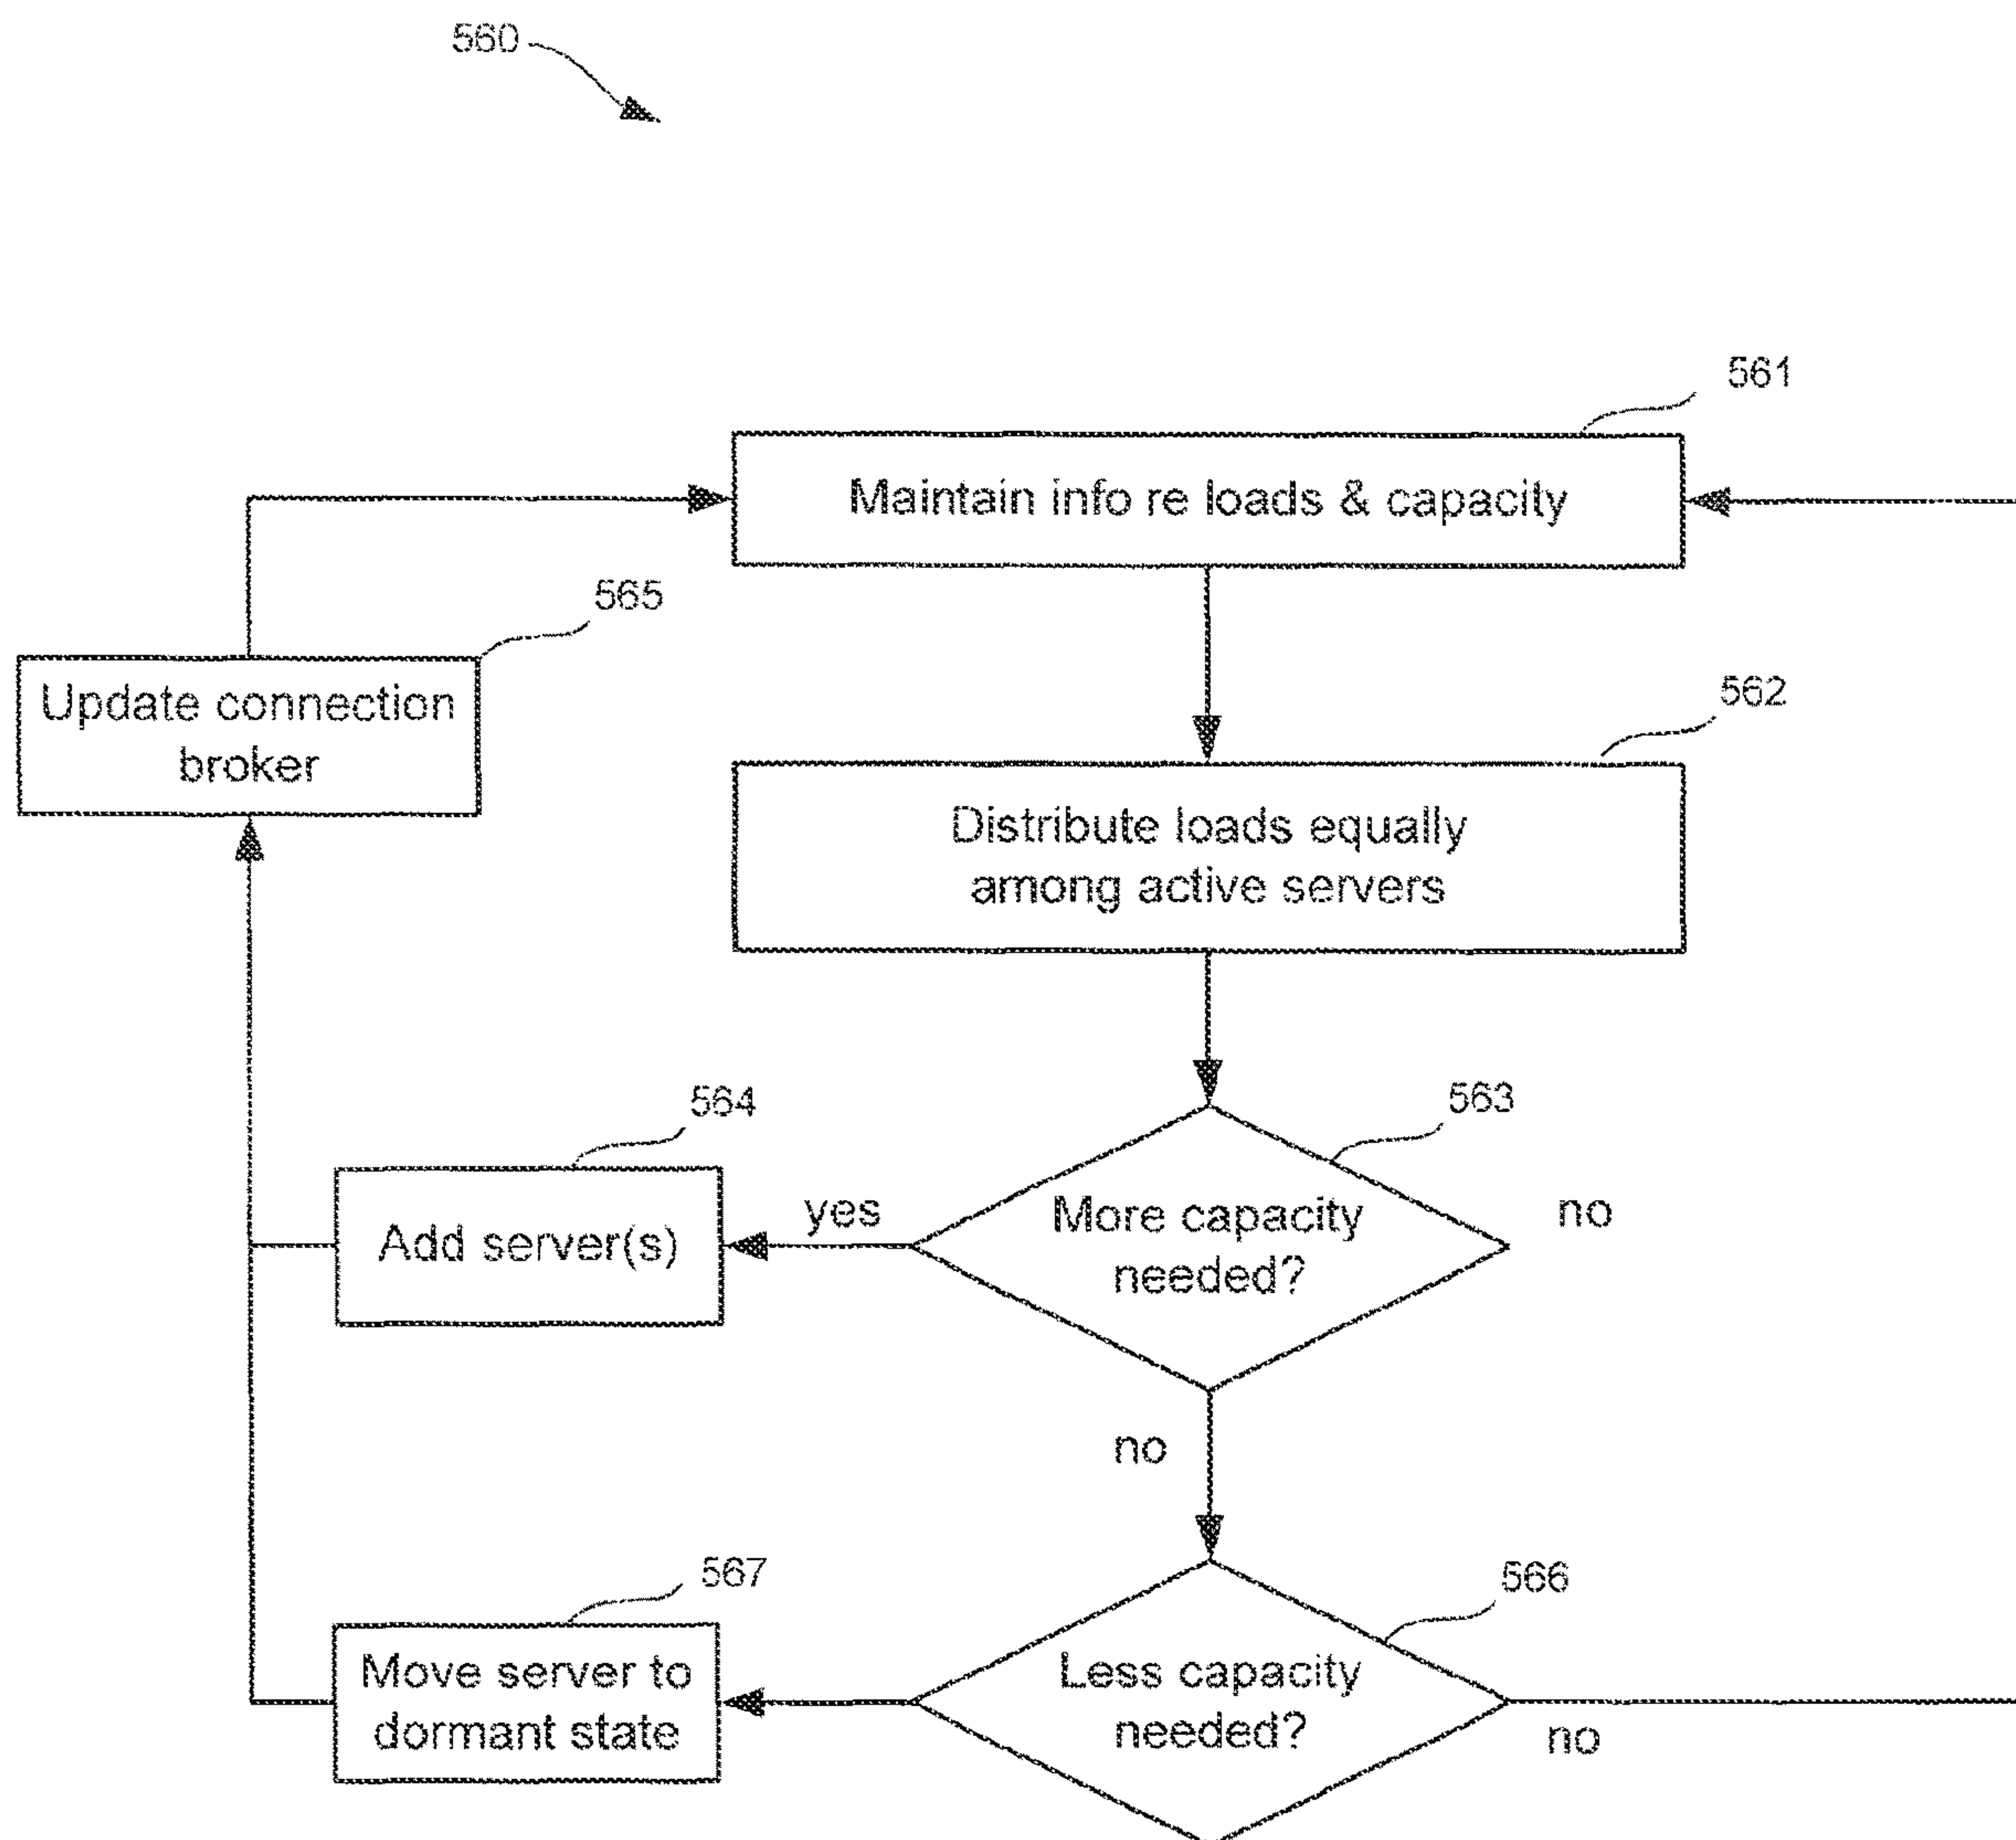 560
561
Maintain info re loads & capacity
565
Update connection
broker
562
Distribute loads equally
among active servers
564
Add server(s)
yes
563
More capacity
needed?
no
no
567
Move server to
dormant state
566
Less capacity
needed?
no